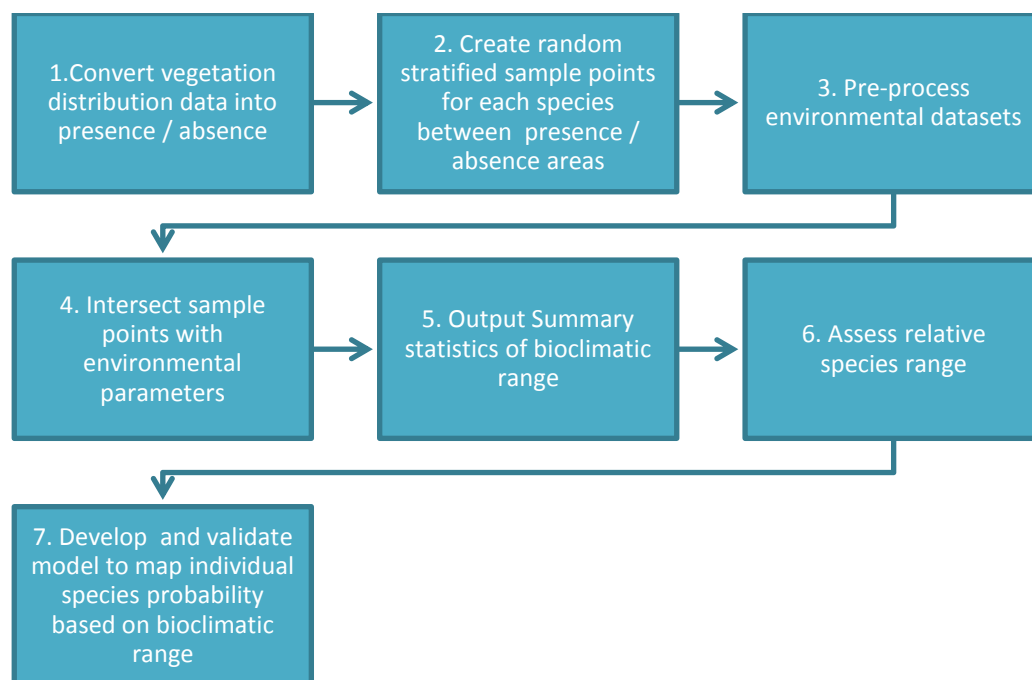 1.Convert vegetation
distribution data into
presence / absence
2. Create random
stratified sample points
for each species
between  presence /
absence areas
3. Pre-process
environmental datasets
4. Intersect sample
points with
environmental
parameters
5. Output Summary
statistics of bioclimatic
range
6. Assess relative
species range
7. Develop  and validate
model to map individual
species probability
based on bioclimatic
range